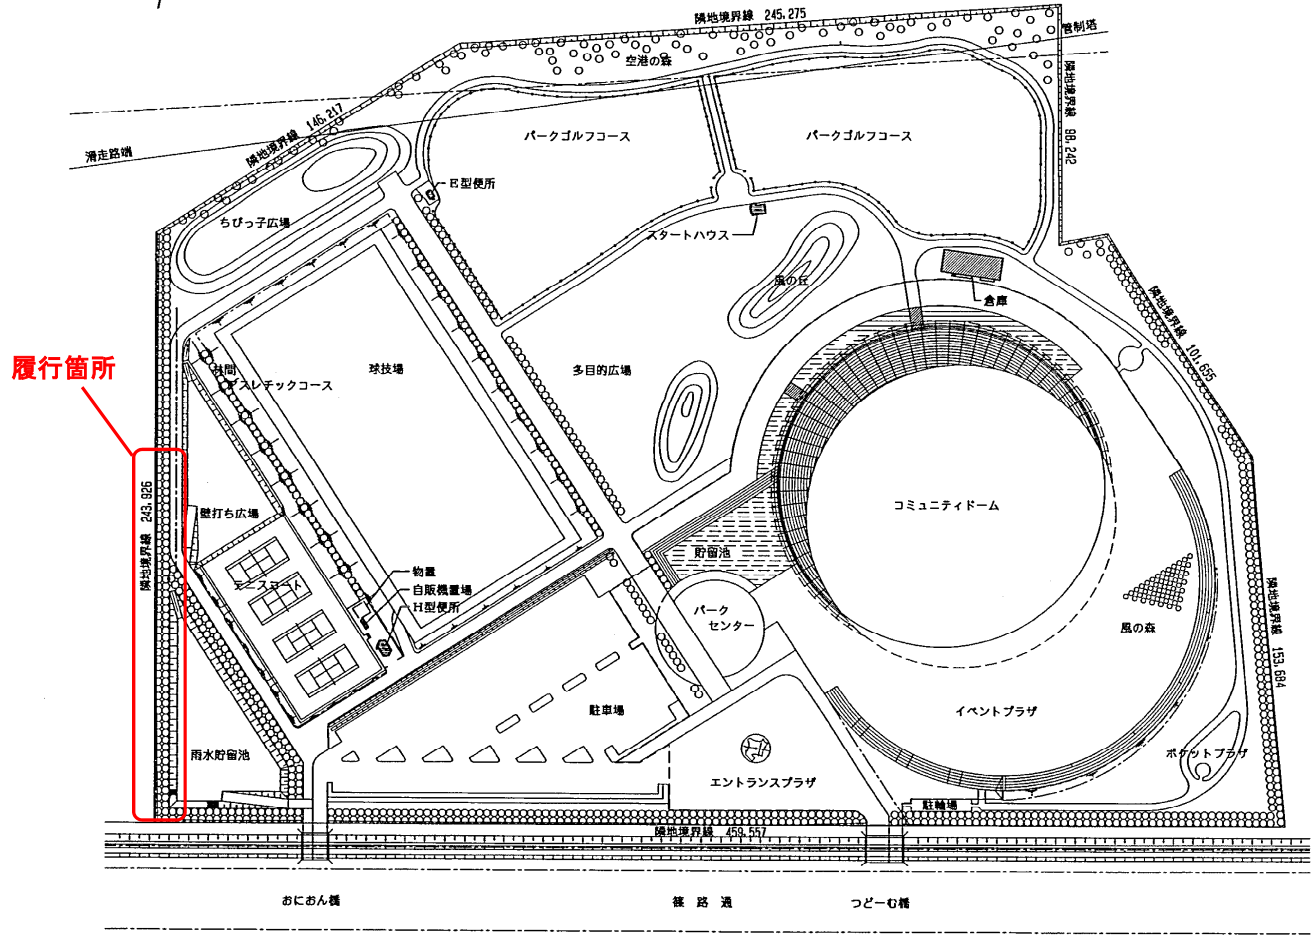 隣地境界線 245.275
管制塔
空港の森
隣地境界線 98.242
隣地境界線 146.217
滑走路端
パークゴルフコース
パークゴルフコース
E型便所
ちびっ子広場
スタートハウス
風の丘
倉庫
隣地境界線 101.655
履行箇所
林間
アスレチックコース
球技場
多目的広場
隣地境界線 243.926
壁打ち広場
コミュニティドーム
貯留池
テニスコート
物置
自販機置場
H型便所
パーク
センター
風の森
隣地境界線 153.684
駐車場
イベントプラザ
雨水貯留池
エントランスプラザ
ポケットプラザ
駐輪場
隣地境界線 459.557
おにおん橋
篠路通
つどーむ橋